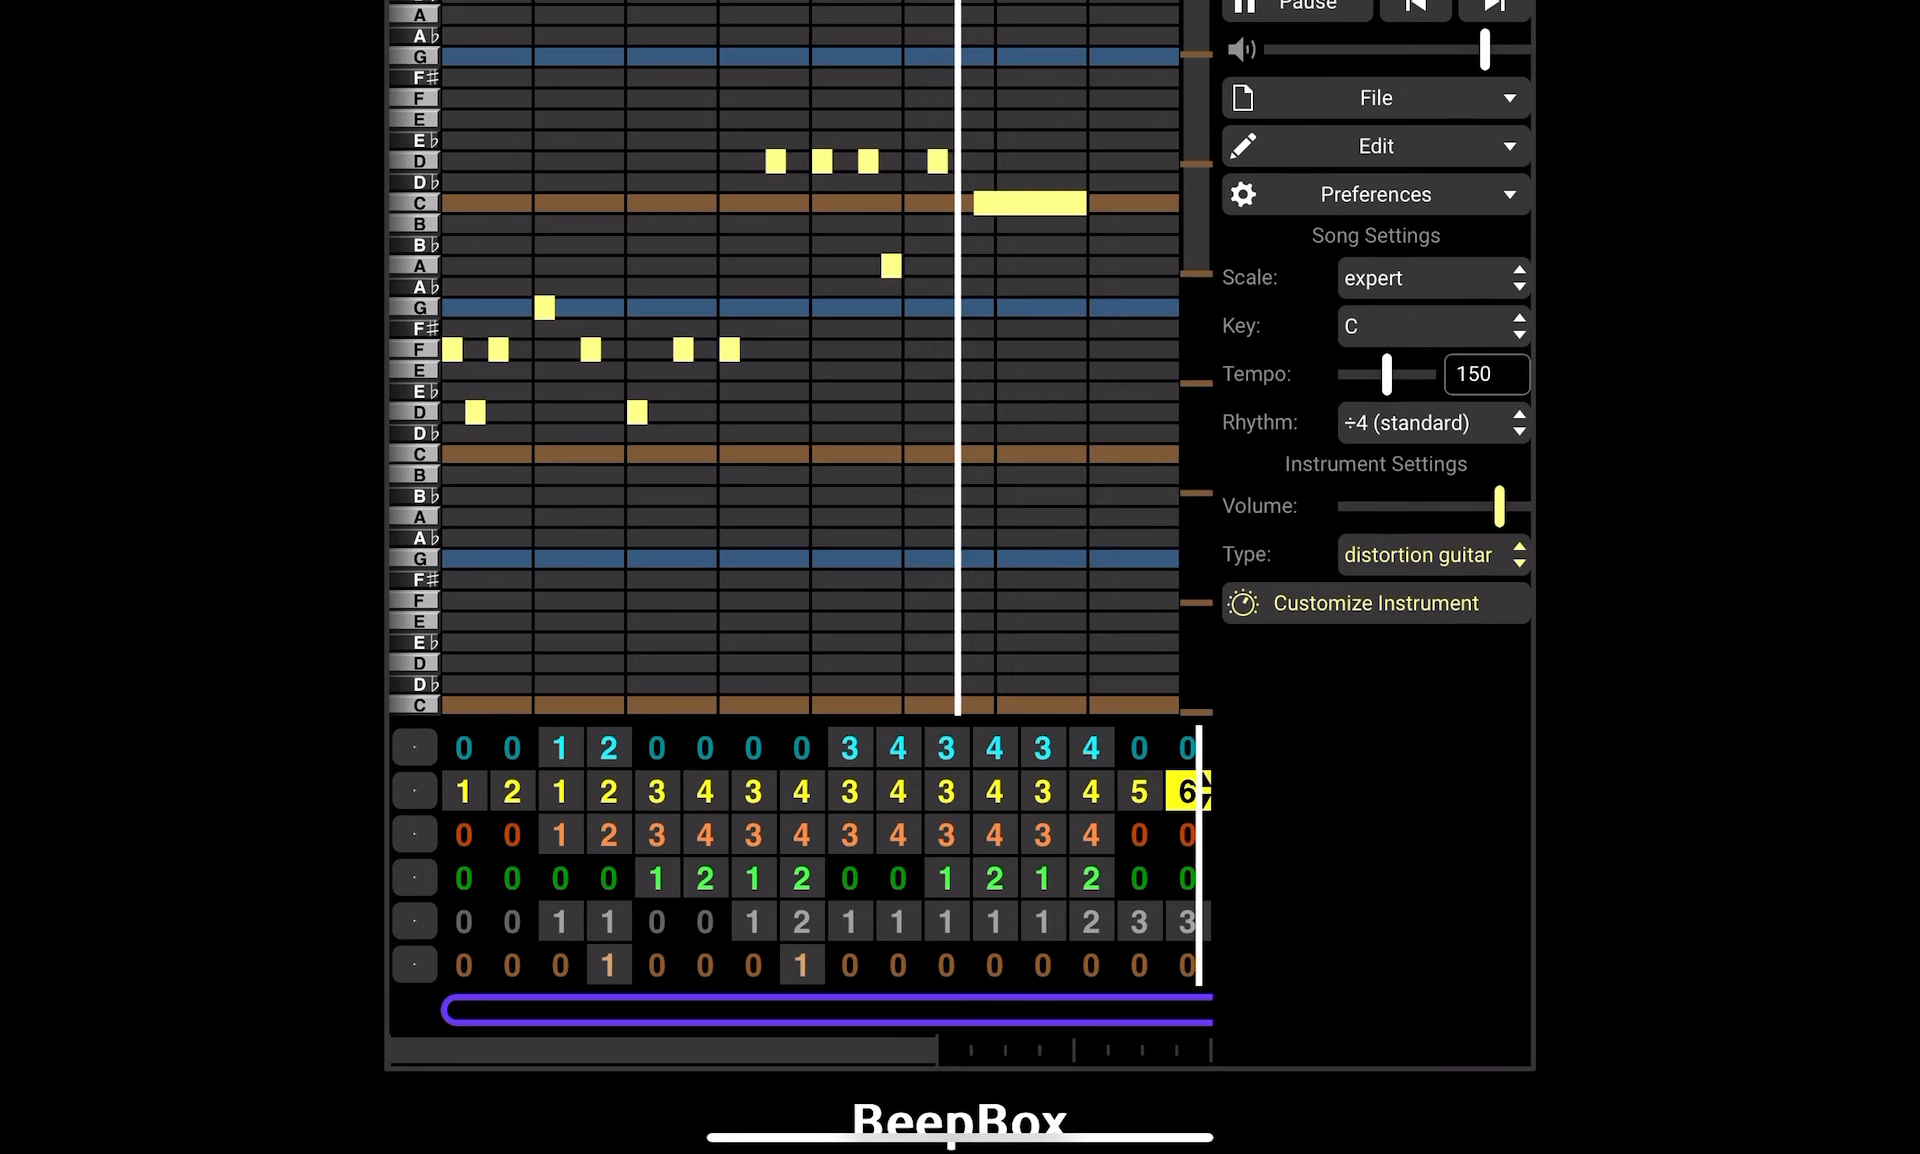 Pause
A
A♭
G
F♯
F
E
E♭
D
D♭
C
B
B♭
A
A♭
G
F♯
F
E
E♭
D
D♭
C
B
B♭
A
A♭
G
F♯
F
E
E♭
D
D♭
C
File
Edit
Preferences
Song Settings
Scale: expert
Key: C
Tempo: 150
Rhythm: ÷4 (standard)
Instrument Settings
Volume:
Type: distortion guitar
Customize Instrument
0 0 1 2 0 0 0 0 3 4 3 4 3 4 0 0
1 2 1 2 3 4 3 4 3 4 3 4 3 4 5 6
0 0 1 2 3 4 3 4 3 4 3 4 3 4 0 0
0 0 0 0 1 2 1 2 0 0 1 2 1 2 0 0
0 0 1 1 0 0 1 2 1 1 1 1 1 2 3 3
0 0 0 1 0 0 0 1 0 0 0 0 0 0 0 0
BeepBox